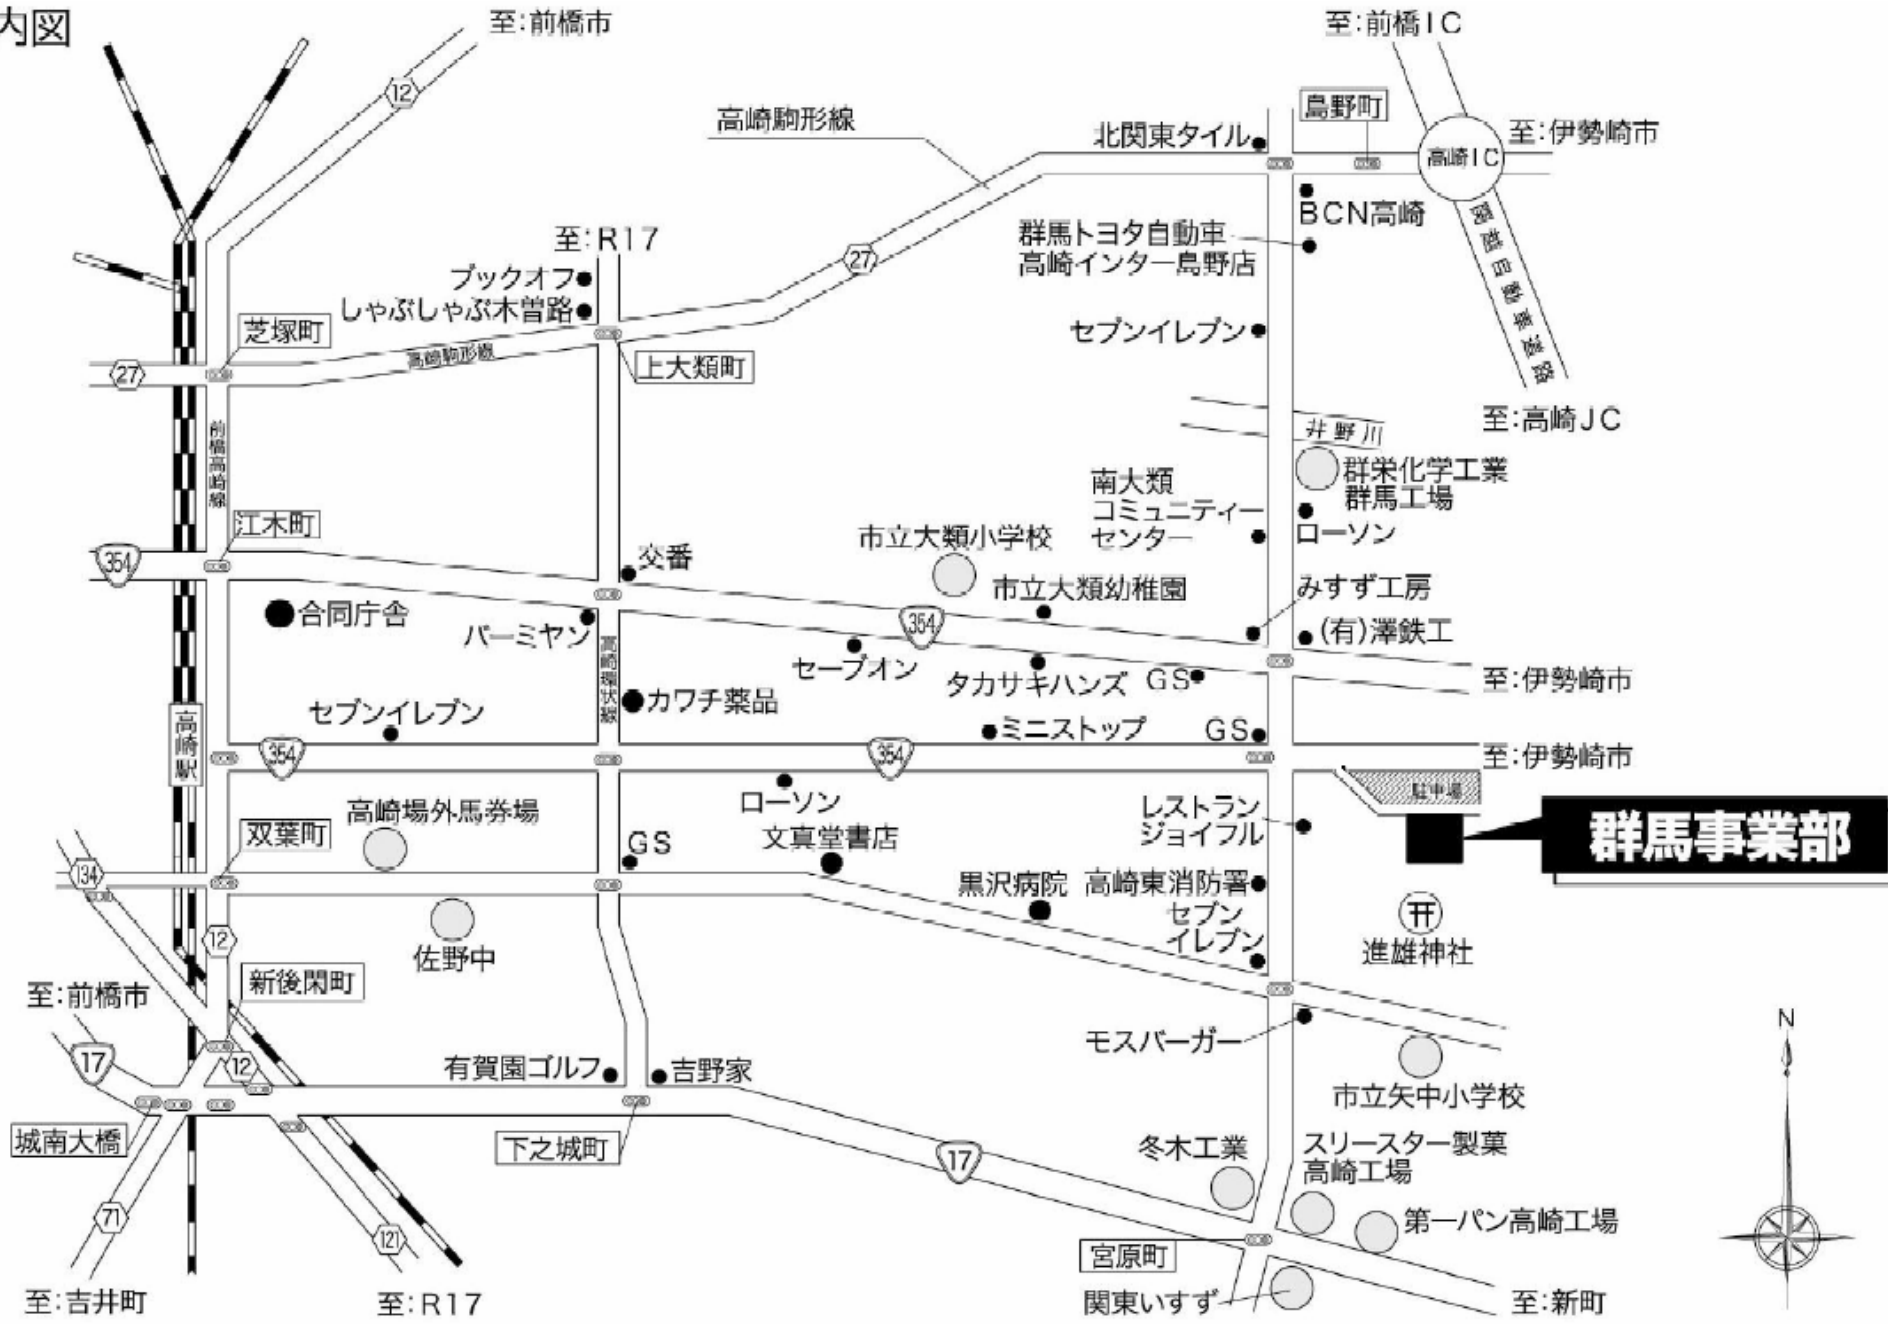 内図
至:前橋市
至:前橋IC
12
高崎駒形線
島野町
北関東タイル
至:伊勢崎市
高崎IC
BCN高崎
関越自動車道路
群馬トヨタ自動車
高崎インター島野店
至:R17
27
ブックオフ
しゃぶしゃぶ木曽路
芝塚町
セブンイレブン
高崎駒形線
上大類町
27
至:高崎JC
前橋高崎線
井野川
群栄化学工業
群馬工場
南大類
コミュニティー
センター
ローソン
江木町
市立大類小学校
354
交番
市立大類幼稚園
みすず工房
合同庁舎
バーミヤン
354
(有)澤鉄工
高崎環状線
セーブオン
タカサキハンズ
GS
至:伊勢崎市
カワチ薬品
セブンイレブン
ミニストップ
GS
高崎駅
354
354
至:伊勢崎市
駐車場
ローソン
高崎場外馬券場
レストラン
ジョイフル
群馬事業部
双葉町
GS
文真堂書店
134
黒沢病院
高崎東消防署
セブン
イレブン
佐野中
進雄神社
12
新後閑町
至:前橋市
モスバーガー
N
17
12
有賀園ゴルフ
吉野家
市立矢中小学校
城南大橋
下之城町
冬木工業
スリースター製菓
高崎工場
17
71
121
第一パン高崎工場
宮原町
至:吉井町
至:R17
関東いすず
至:新町